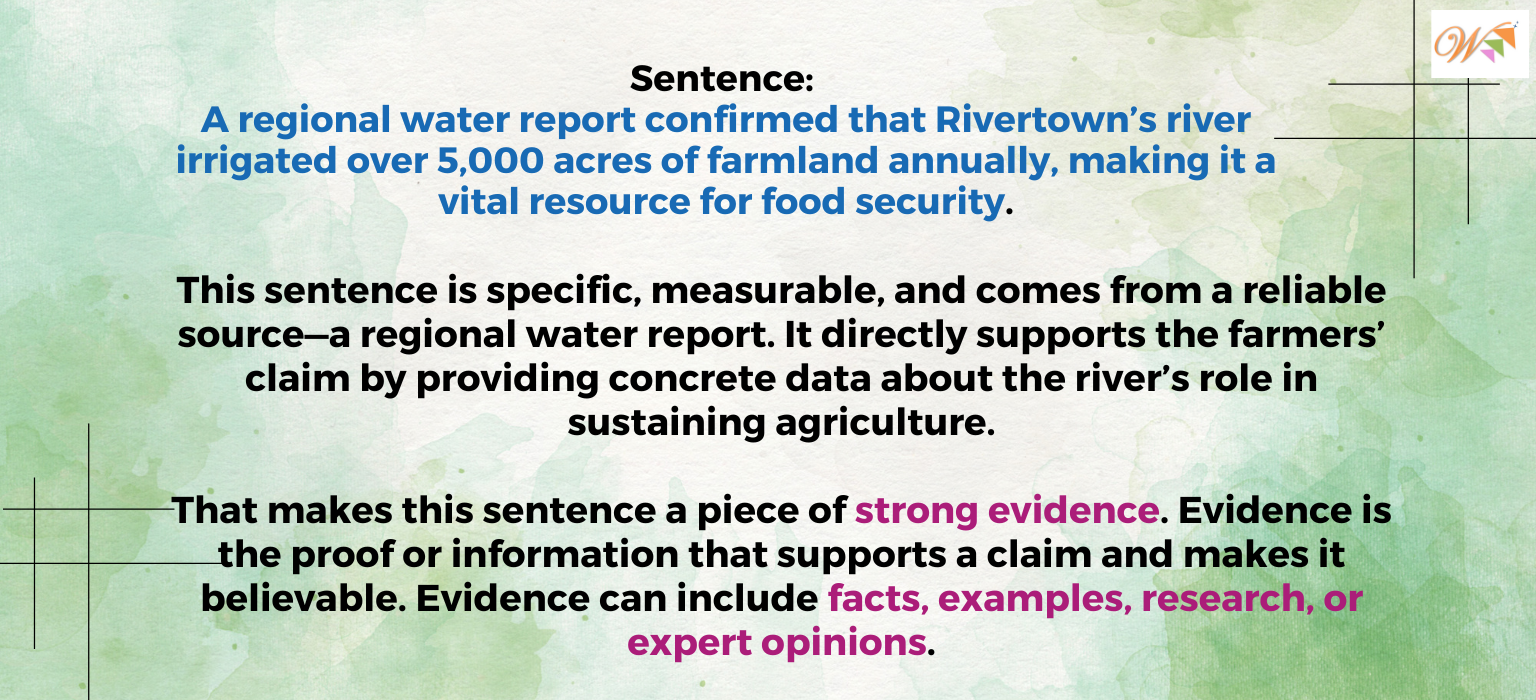 W
Sentence:
A regional water report confirmed that Rivertown’s river
irrigated over 5,000 acres of farmland annually, making it a
vital resource for food security.
This sentence is specific, measurable, and comes from a reliable
source—a regional water report. It directly supports the farmers’
claim by providing concrete data about the river’s role in
sustaining agriculture.
That makes this sentence a piece of strong evidence. Evidence is
the proof or information that supports a claim and makes it
believable. Evidence can include facts, examples, research, or
expert opinions.